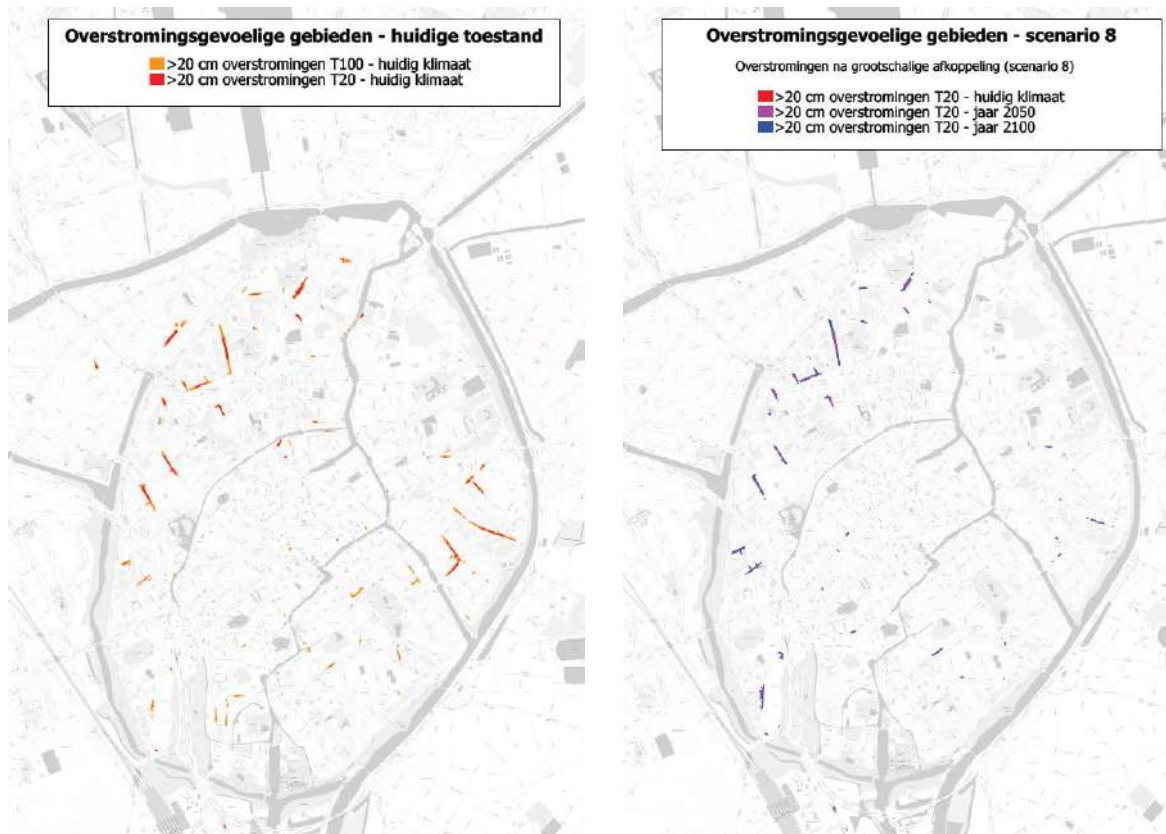 Overstromingsgevoelige gebieden - huidige toestand
>20 cm overstromingen T100 - huidig klimaat
>20 cm overstromingen T20 - huidig klimaat
Overstromingsgevoelige gebieden - scenario 8
Overstromingen na grootschalige afkoppeling (scenario 8)
>20 cm overstromingen T20 - huidig klimaat
>20 cm overstromingen T20 - jaar 2050
>20 cm overstromingen T20 - jaar 2100